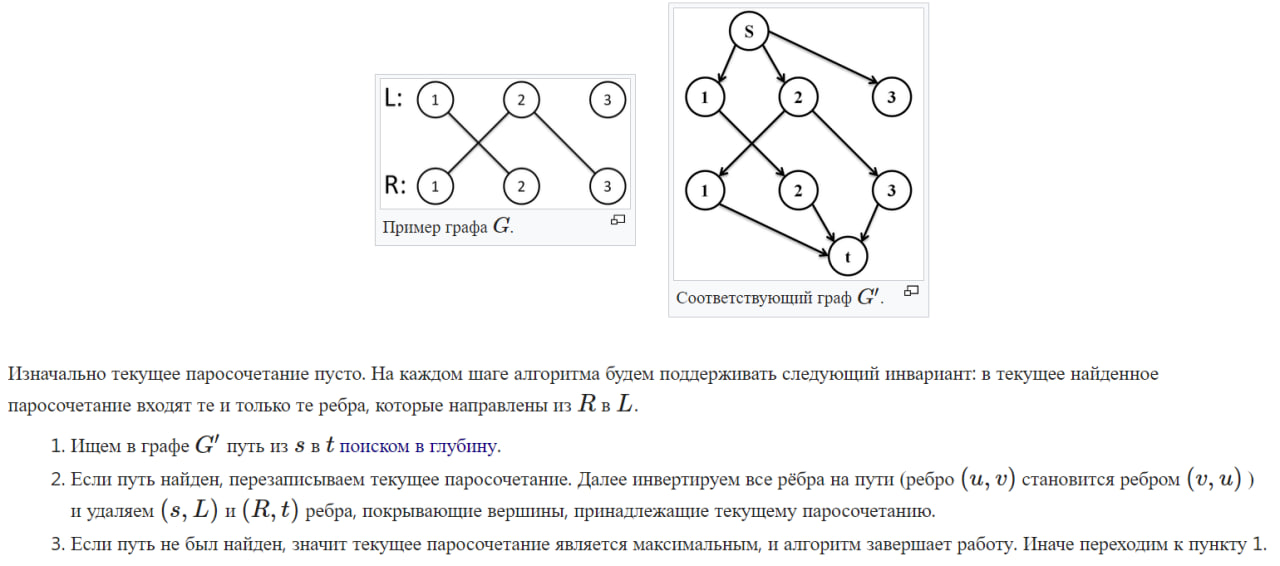 L: 1 2 3
R: 1 2 3
Пример графа G.
S
1 2 3
1 2 3
t
Соответствующий граф G′.
Изначально текущее паросочетание пусто. На каждом шаге алгоритма будем поддерживать следующий инвариант: в текущее найденное
паросочетание входят те и только те ребра, которые направлены из R в L.
1. Ищем в графе G′ путь из s в t поиском в глубину.
2. Если путь найден, перезаписываем текущее паросочетание. Далее инвертируем все рёбра на пути (ребро (u, v) становится ребром (v, u) )
и удаляем (s, L) и (R, t) ребра, покрывающие вершины, принадлежащие текущему паросочетанию.
3. Если путь не был найден, значит текущее паросочетание является максимальным, и алгоритм завершает работу. Иначе переходим к пункту 1.